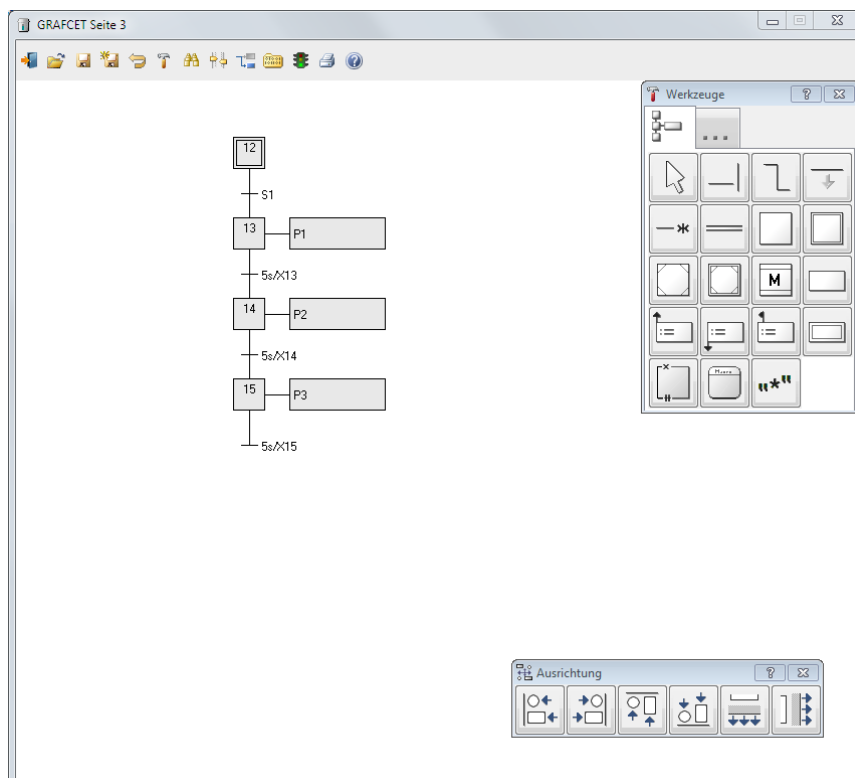 GRAFCET Seite 3
Werkzeuge
...
12
S1
13 P1
5s/X13
14 P2
5s/X14
15 P3
5s/X15
M
:= := :=
Macro
"*"
Ausrichtung